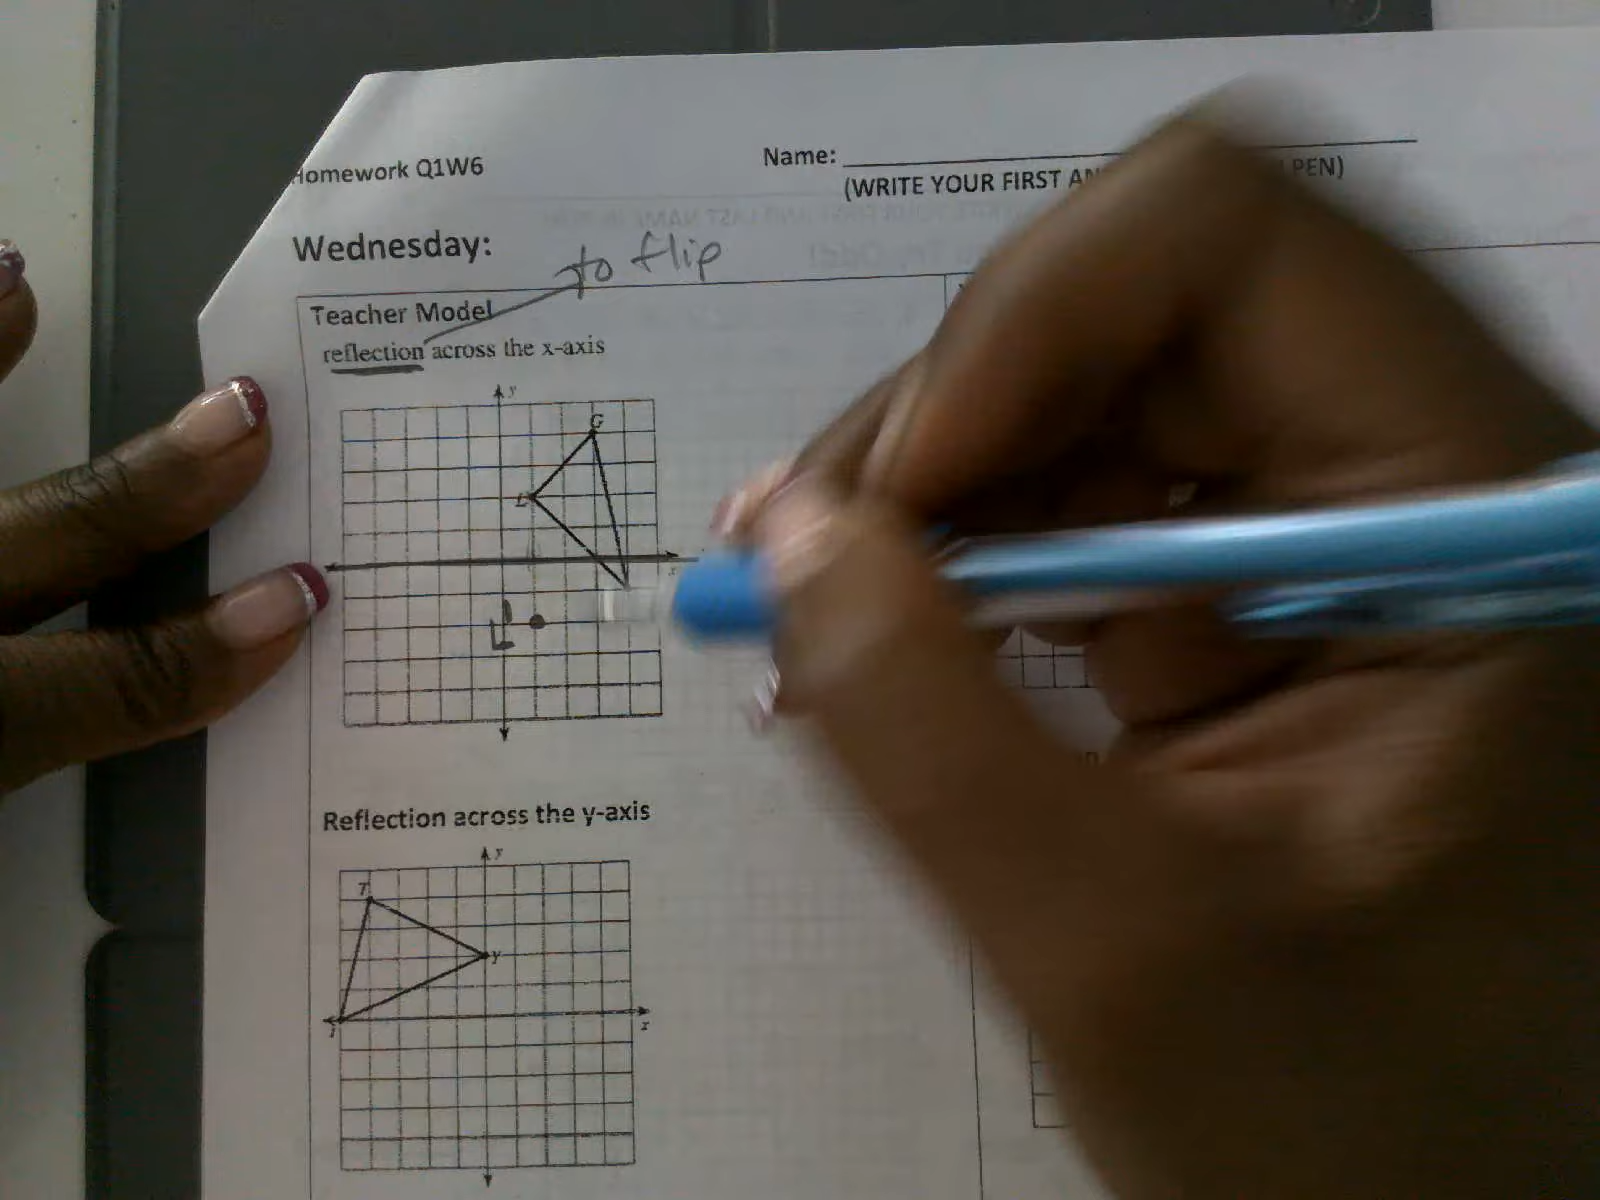 Homework Q1W6
Name:
(WRITE YOUR FIRST PEN)
Wednesday:
to flip
Teacher Model
reflection across the x-axis
y
G
L
x
L'
Reflection across the y-axis
y
T
Y
x